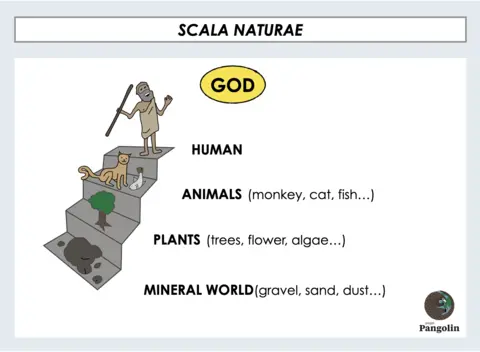 SCALA NATURAE
GOD
HUMAN
ANIMALS (monkey, cat, fish...)
PLANTS (trees, flower, algae...)
MINERAL WORLD(gravel, sand, dust...)
Pangolin